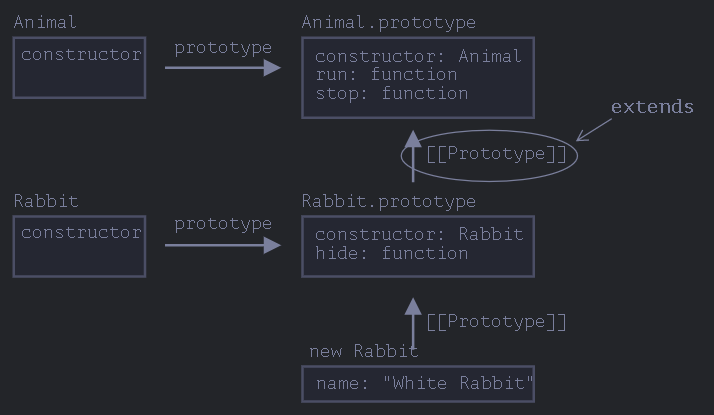 Animal
Animal.prototype
constructor
prototype
constructor: Animal
run: function
stop: function
extends
[[Prototype]]
Rabbit
Rabbit.prototype
constructor
prototype
constructor: Rabbit
hide: function
[[Prototype]]
new Rabbit
name: "White Rabbit"